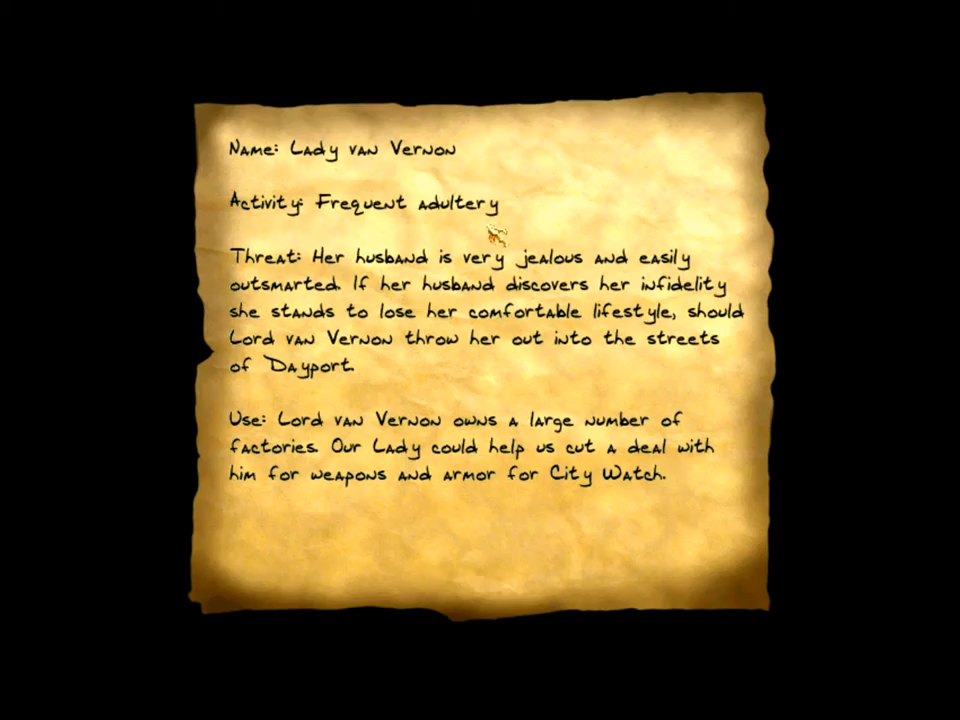 Name: Lady van Vernon
Activity: Frequent adultery
Threat: Her husband is very jealous and easily
outsmarted. If her husband discovers her infidelity
she stands to lose her comfortable lifestyle, should
Lord van Vernon throw her out into the streets
of Dayport.
Use: Lord van Vernon owns a large number of
factories. Our Lady could help us cut a deal with
him for weapons and armor for City Watch.